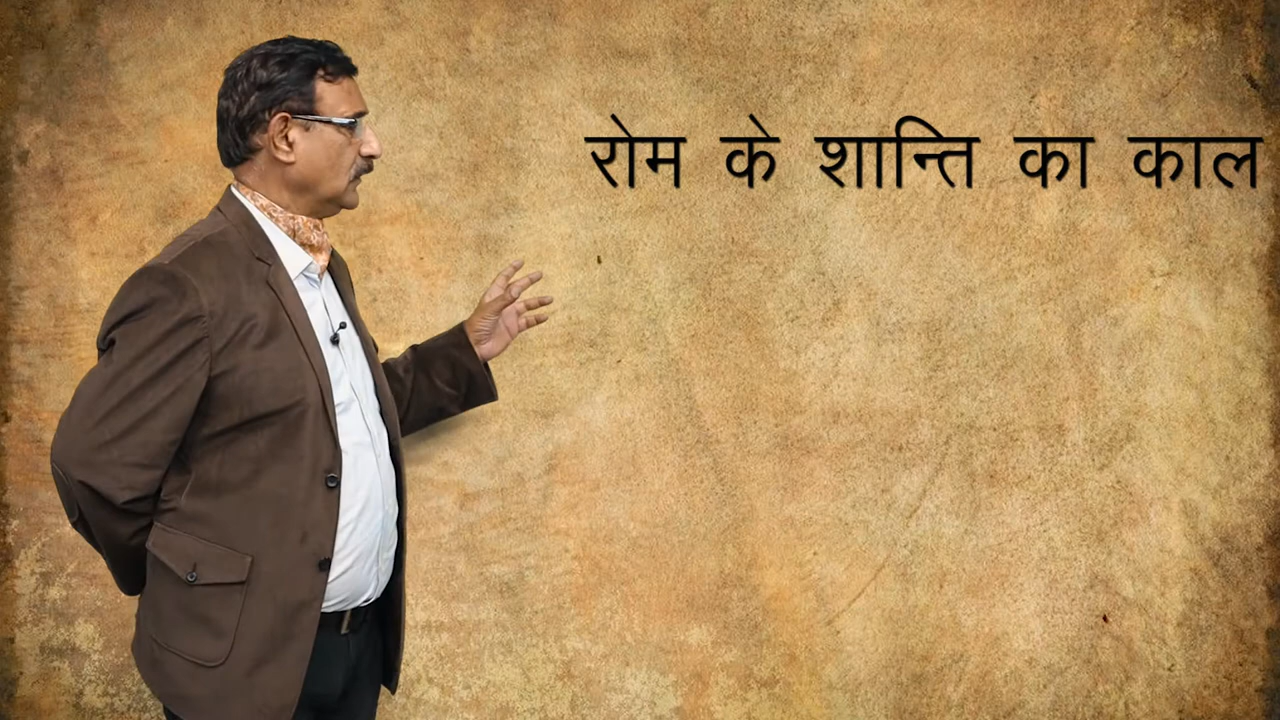 रोम के शान्ति का काल